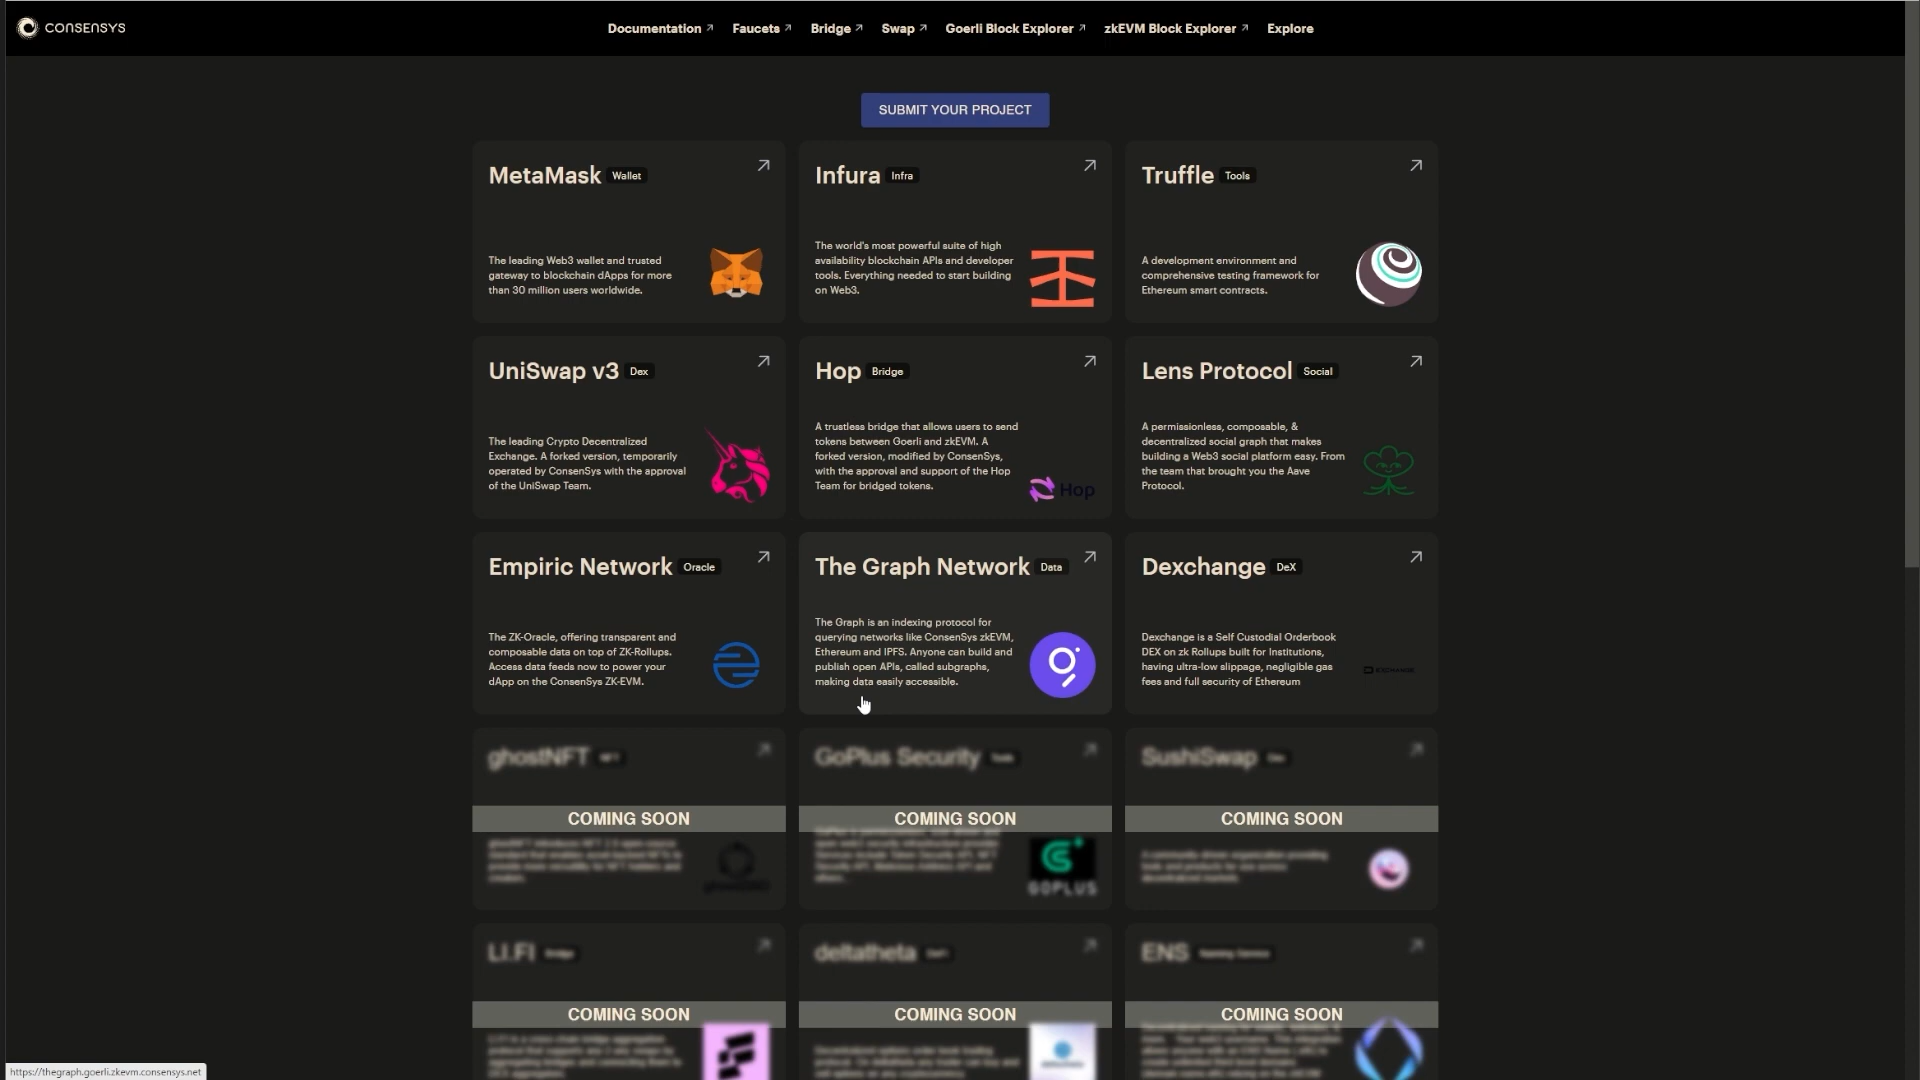 CONSENSYS
Documentation
Faucets
Bridge
Swap
Goerli Block Explorer
zkEVM Block Explorer
Explore
SUBMIT YOUR PROJECT
MetaMask Wallet
The leading Web3 wallet and trusted
gateway to blockchain dApps for more
than 30 million users worldwide.
Infura Infra
The world's most powerful suite of high
availability blockchain APIs and developer
tools. Everything needed to start building
on Web3.
Truffle Tools
A development environment and
comprehensive testing framework for
Ethereum smart contracts.
UniSwap v3 Dex
The leading Crypto Decentralized
Exchange. A forked version, temporarily
operated by ConsenSys with the approval
of the UniSwap Team.
Hop Bridge
A trustless bridge that allows users to send
tokens between Goerli and zkEVM. A
forked version, modified by ConsenSys,
with the approval and support of the Hop
Team for bridged tokens.
Hop
Lens Protocol Social
A permissionless, composable, &
decentralized social graph that makes
building a Web3 social platform easy. From
the team that brought you the Aave
Protocol.
Empiric Network Oracle
The ZK-Oracle, offering transparent and
composable data on top of ZK-Rollups.
Access data feeds now to power your
dApp on the ConsenSys ZK-EVM.
The Graph Network Data
The Graph is an indexing protocol for
querying networks like ConsenSys zkEVM,
Ethereum and IPFS. Anyone can build and
publish open APIs, called subgraphs,
making data easily accessible.
Dexchange DeX
Dexchange is a Self Custodial Orderbook
DEX on zk Rollups built for Institutions,
having ultra-low slippage, negligible gas
fees and full security of Ethereum
ghostNFT
COMING SOON
GoPlus Security
COMING SOON
GOPLUS
SushiSwap
COMING SOON
LI.FI Bridge
COMING SOON
deltatheta
COMING SOON
ENS Naming Service
COMING SOON
https://thegraph.goerli.zkevm.consensys.net